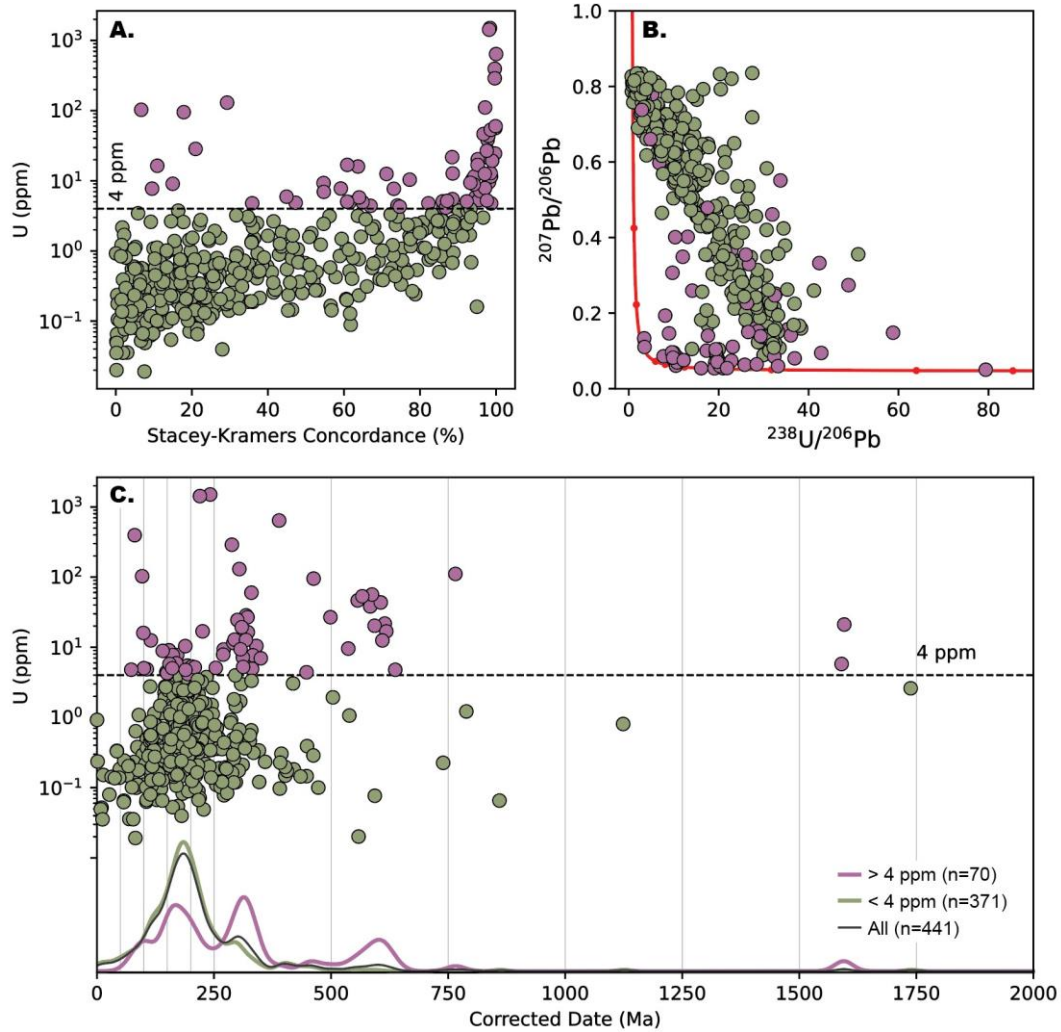 A.
U (ppm)
10³
10²
10¹
10⁰
10⁻¹
4 ppm
0 20 40 60 80 100
Stacey-Kramers Concordance (%)
B.
²⁰⁷Pb/²⁰⁶Pb
1.0
0.8
0.6
0.4
0.2
0.0
0 20 40 60 80
²³⁸U/²⁰⁶Pb
C.
U (ppm)
10³
10²
10¹
10⁰
10⁻¹
4 ppm
> 4 ppm (n=70)
< 4 ppm (n=371)
All (n=441)
0 250 500 750 1000 1250 1500 1750 2000
Corrected Date (Ma)